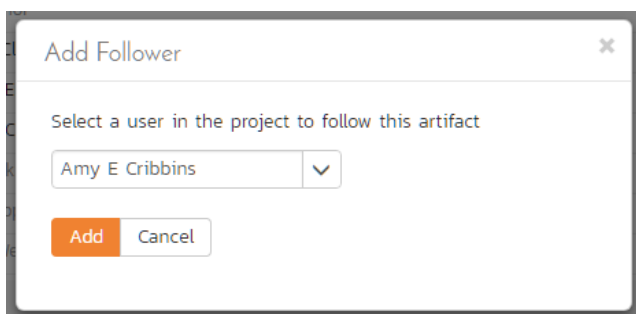 Add Follower
Select a user in the project to follow this artifact
Amy E Cribbins
Add Cancel